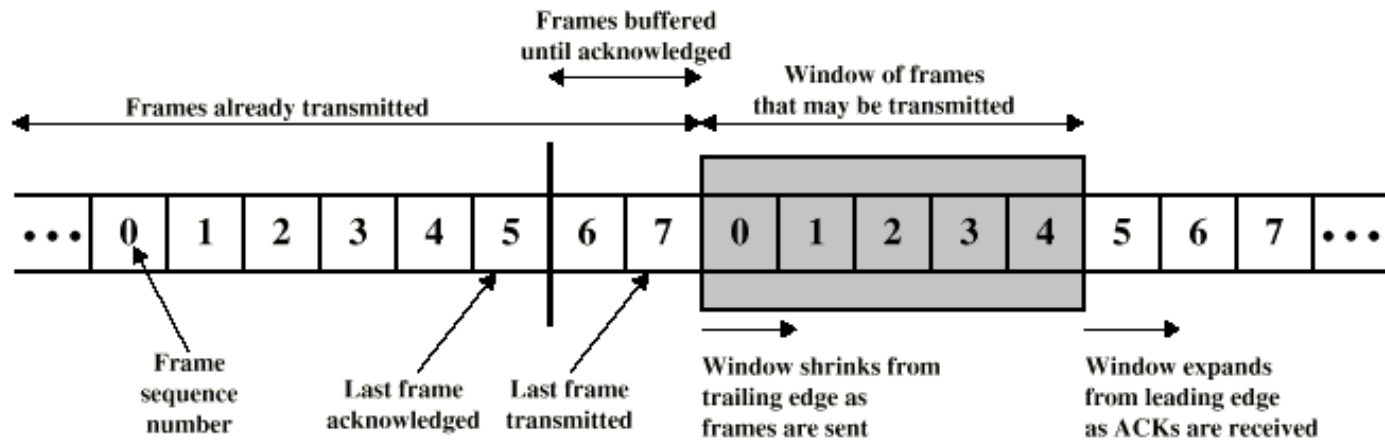 Frames buffered
until acknowledged
Window of frames
that may be transmitted
Frames already transmitted
••• 0 1 2 3 4 5 6 7 0 1 2 3 4 5 6 7 •••
Frame
sequence
number
Last frame
acknowledged
Last frame
transmitted
Window shrinks from
trailing edge as
frames are sent
Window expands
from leading edge
as ACKs are received